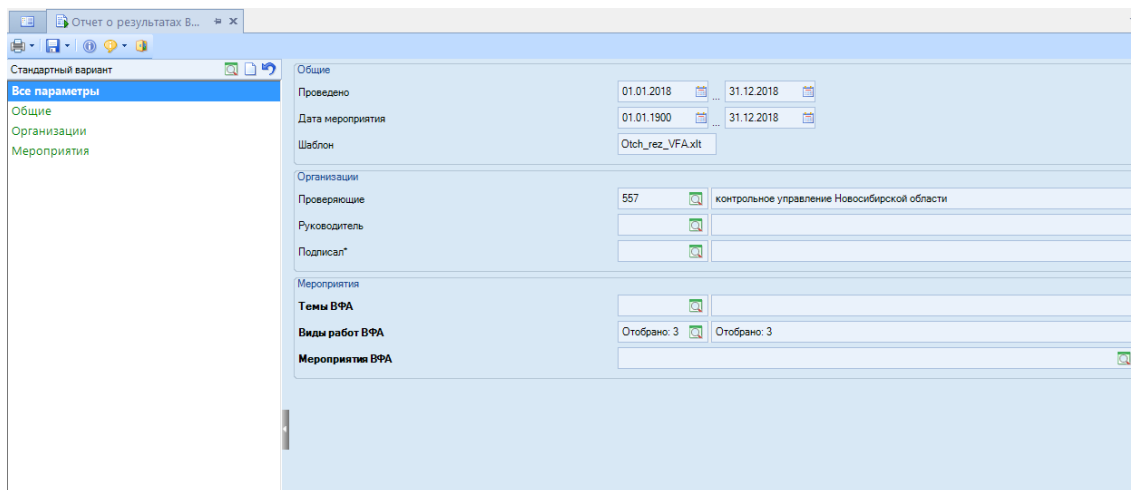 Отчет о результатах В...
Стандартный вариант
Все параметры
Общие
Организации
Мероприятия
Общие
Проведено 01.01.2018 ... 31.12.2018
Дата мероприятия 01.01.1900 ... 31.12.2018
Шаблон Otch_rez_VFA.xlt
Организации
Проверяющие 557 контрольное управление Новосибирской области
Руководитель
Подписал*
Мероприятия
Темы ВФА
Виды работ ВФА Отобрано: 3 Отобрано: 3
Мероприятия ВФА